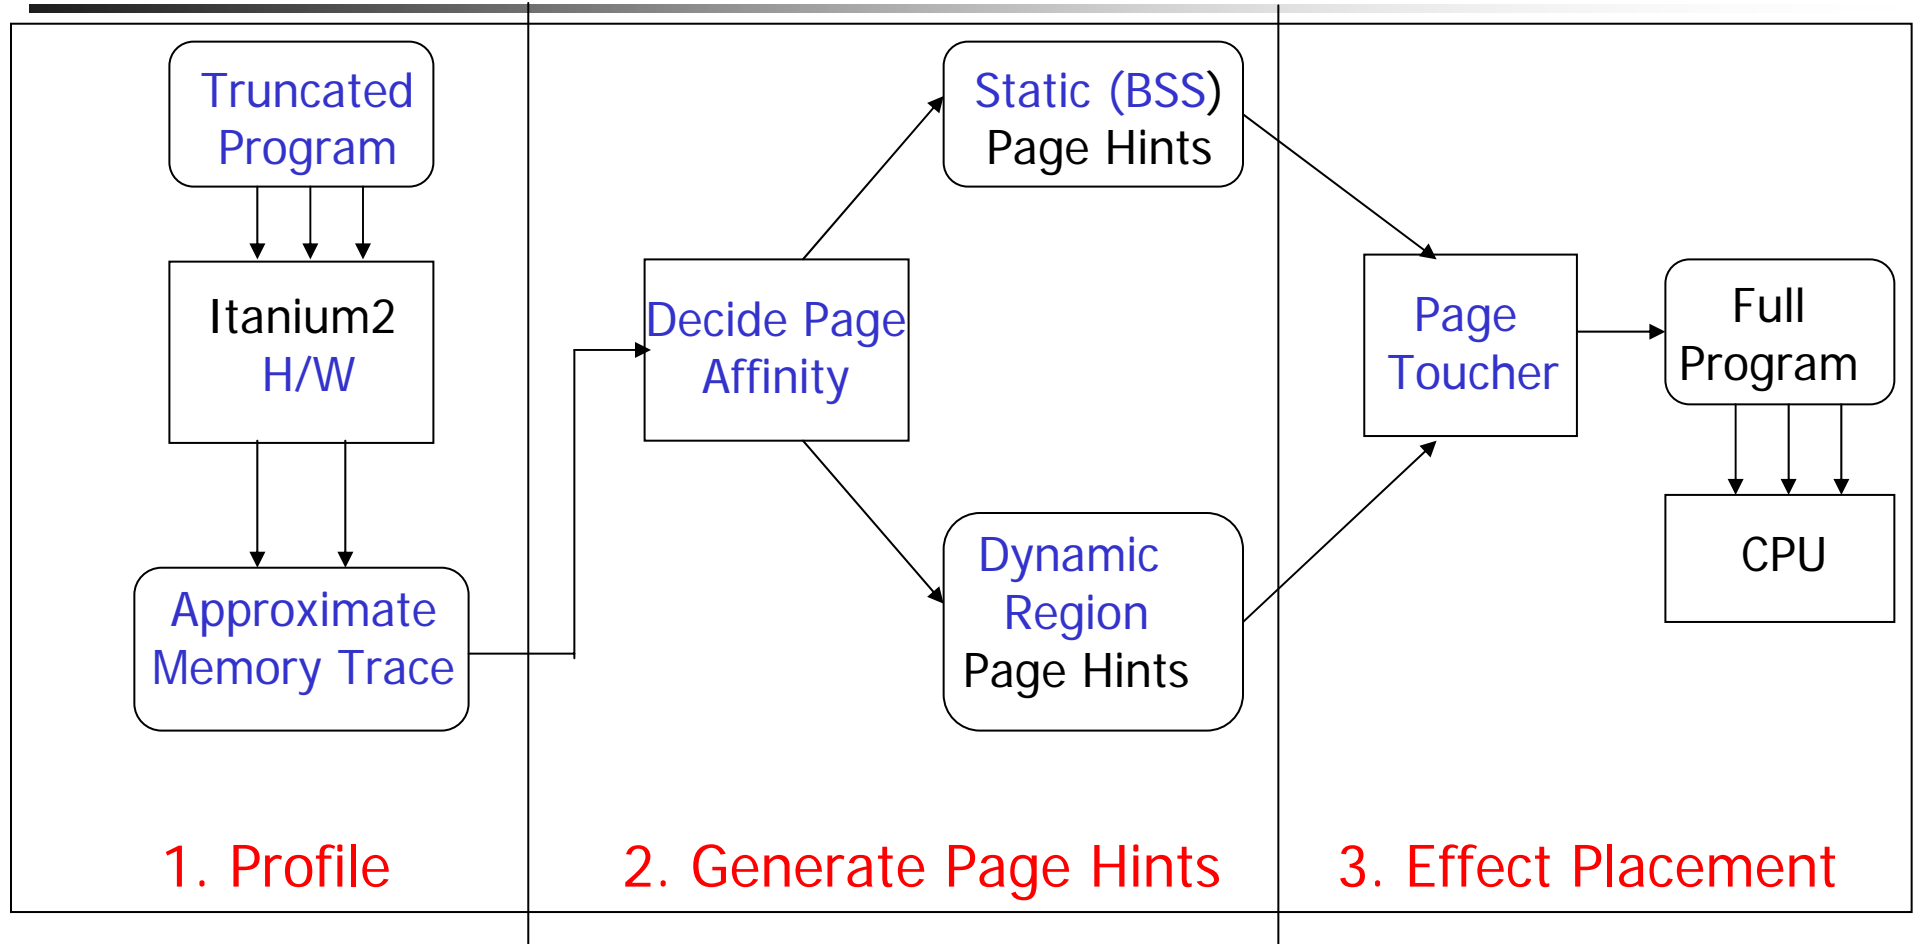 Truncated
Program
Itanium2
H/W
Approximate
Memory Trace
1. Profile
Decide Page
Affinity
Static (BSS)
Page Hints
Dynamic
Region
Page Hints
2. Generate Page Hints
Page
Toucher
Full
Program
CPU
3. Effect Placement